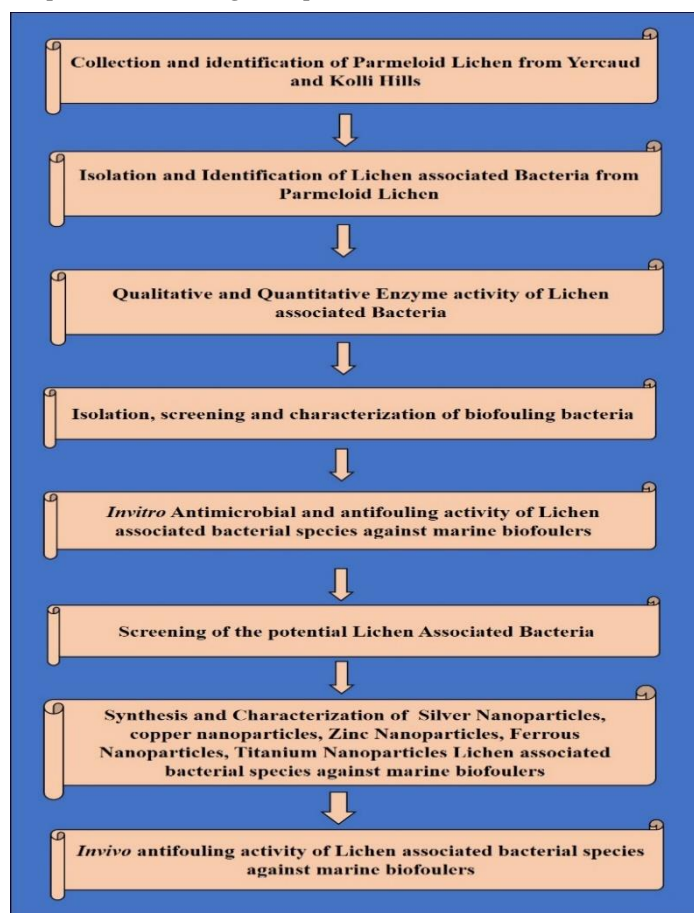 Collection and identification of Parmeloid Lichen from Yercaud
and Kolli Hills
Isolation and Identification of Lichen associated Bacteria from
Parmeloid Lichen
Qualitative and Quantitative Enzyme activity of Lichen
associated Bacteria
Isolation, screening and characterization of biofouling bacteria
Invitro Antimicrobial and antifouling activity of Lichen
associated bacterial species against marine biofoulers
Screening of the potential Lichen Associated Bacteria
Synthesis and Characterization of Silver Nanoparticles,
copper nanoparticles, Zinc Nanoparticles, Ferrous
Nanoparticles, Titanium Nanoparticles Lichen associated
bacterial species against marine biofoulers
Invivo antifouling activity of Lichen associated bacterial species
against marine biofoulers